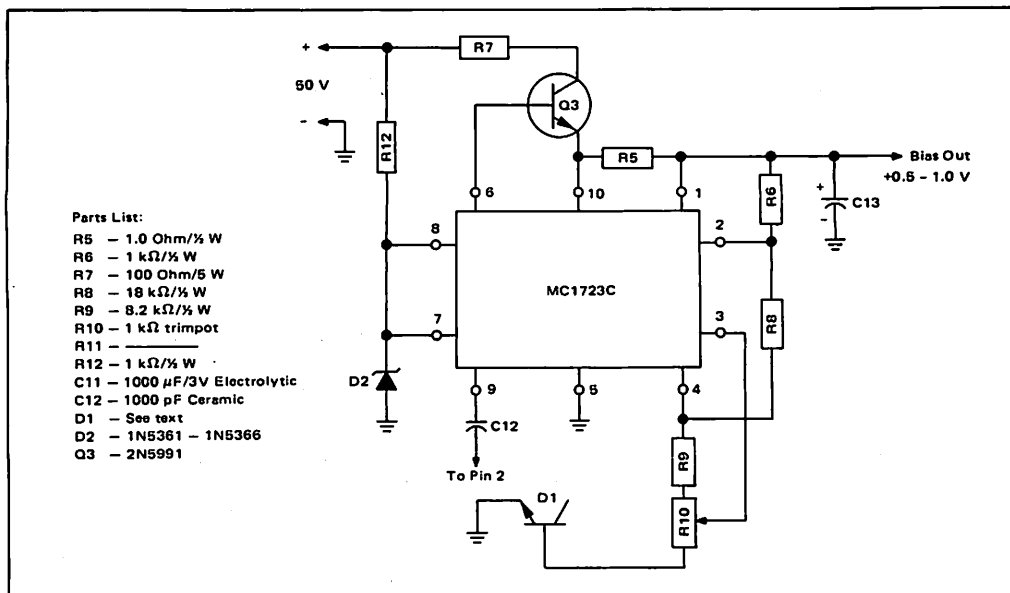 +
50 V
-
R7
Q3
R12
R5
Bias Out
+0.5 – 1.0 V
R6
+
-
C13
6
10
1
8
2
MC1723C
R8
7
3
D2
9
5
4
C12
To Pin 2
R9
D1
R10
Parts List:
R5 – 1.0 Ohm/½ W
R6 – 1 kΩ/½ W
R7 – 100 Ohm/5 W
R8 – 18 kΩ/½ W
R9 – 8.2 kΩ/½ W
R10 – 1 kΩ trimpot
R11 –
R12 – 1 kΩ/½ W
C11 – 1000 μF/3V Electrolytic
C12 – 1000 pF Ceramic
D1 – See text
D2 – 1N5361 – 1N5366
Q3 – 2N5991